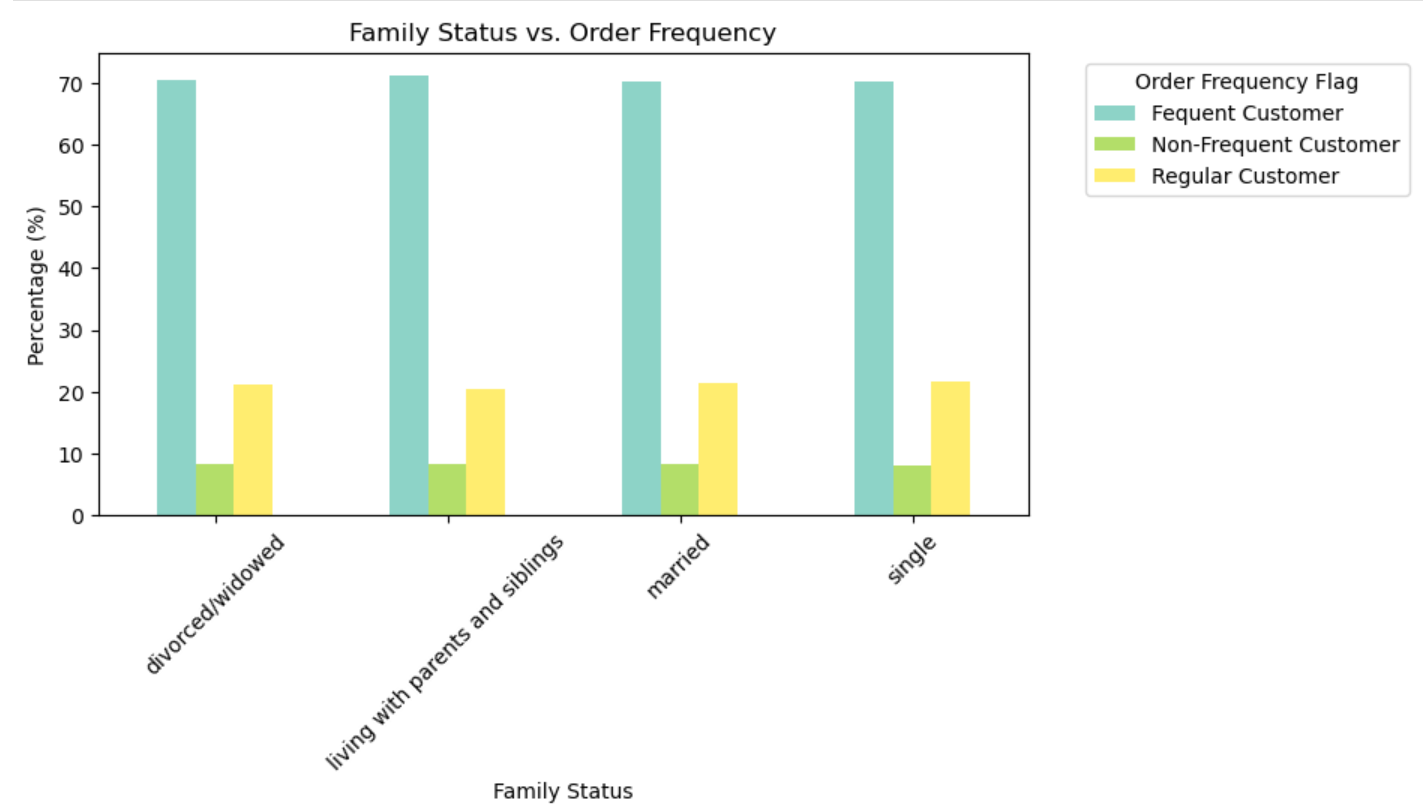 Family Status vs. Order Frequency
Order Frequency Flag
Fequent Customer
Non-Frequent Customer
Regular Customer
Percentage (%)
70
60
50
40
30
20
10
0
divorced/widowed
living with parents and siblings
married
single
Family Status